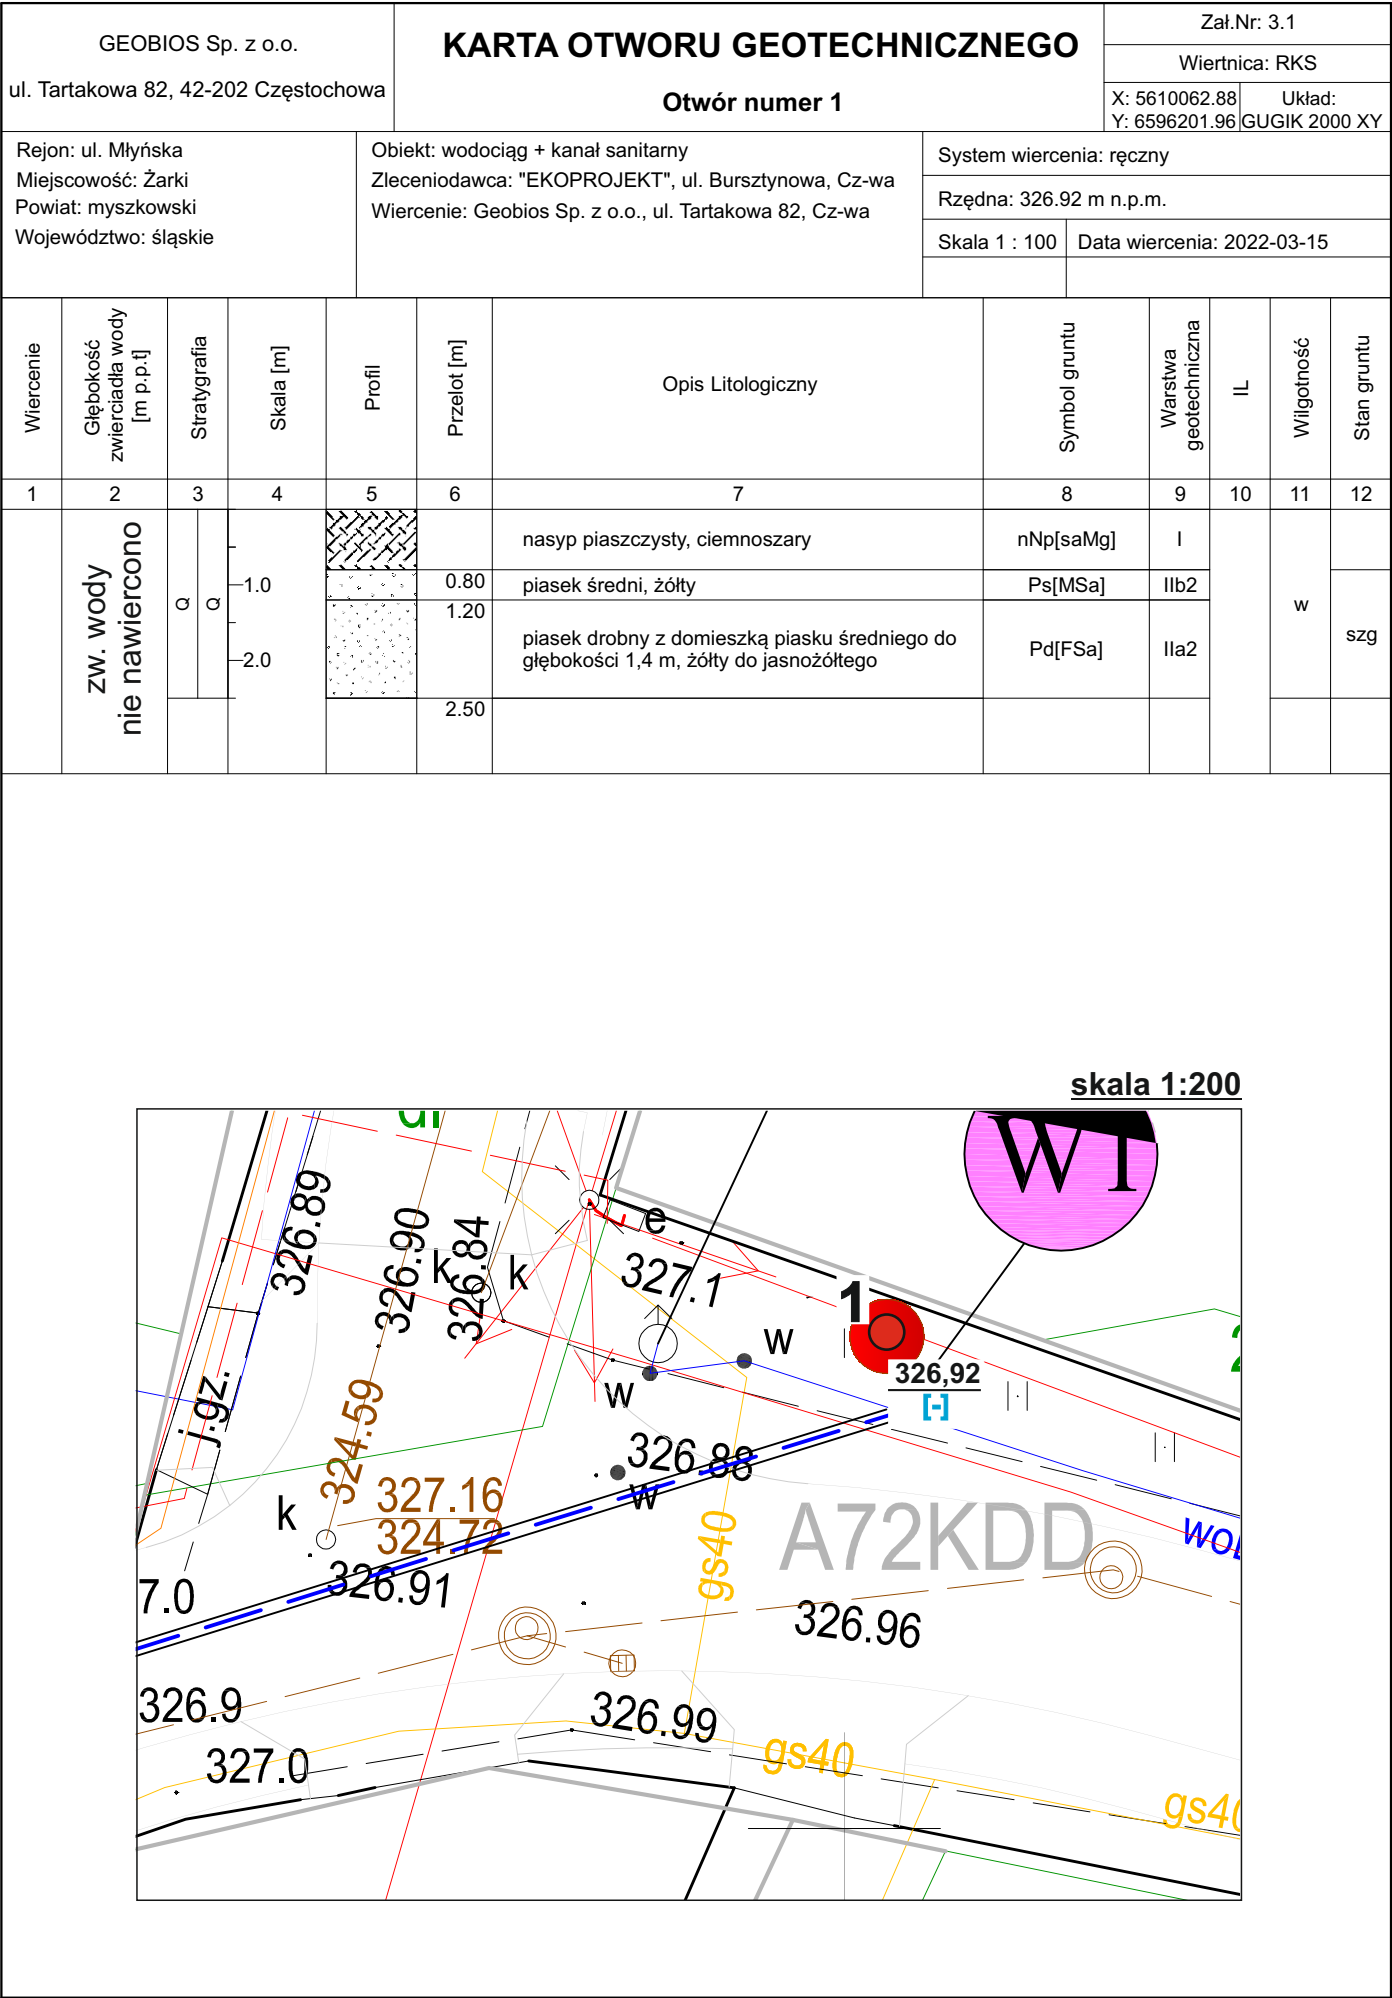 GEOBIOS Sp. z o.o.
ul. Tartakowa 82, 42-202 Częstochowa
KARTA OTWORU GEOTECHNICZNEGO
Otwór numer 1
Zał.Nr: 3.1
Wiertnica: RKS
X: 5610062.88
Y: 6596201.96
Układ:
GUGIK 2000 XY
Rejon: ul. Młyńska
Miejscowość: Żarki
Powiat: myszkowski
Województwo: śląskie
Obiekt: wodociąg + kanał sanitarny
Zleceniodawca: "EKOPROJEKT", ul. Bursztynowa, Cz-wa
Wiercenie: Geobios Sp. z o.o., ul. Tartakowa 82, Cz-wa
System wiercenia: ręczny
Rzędna: 326.92 m n.p.m.
Skala 1 : 100
Data wiercenia: 2022-03-15
Wiercenie
Głębokość
zwierciadła wody
[m p.p.t]
Stratygrafia
Skala [m]
Profil
Przelot [m]
Opis Litologiczny
Symbol gruntu
Warstwa
geotechniczna
IL
Wilgotność
Stan gruntu
1 2 3 4 5 6 7 8 9 10 11 12
zw. wody
nie nawiercono
Q
Q
1.0
2.0
nasyp piaszczysty, ciemnoszary
nNp[saMg]
I
0.80
piasek średni, żółty
Ps[MSa]
IIb2
1.20
piasek drobny z domieszką piasku średniego do
głębokości 1,4 m, żółty do jasnożółtego
Pd[FSa]
IIa2
w
szg
2.50
skala 1:200
326.89
326.90
326.84
k
k
e
327.1
1
w
326,92
[-]
j.gz.
w
324.59
326.88
w
327.16
324.72
k
gs40
A72KDD
326.91
7.0
326.96
326.9
326.99
327.0
gs40